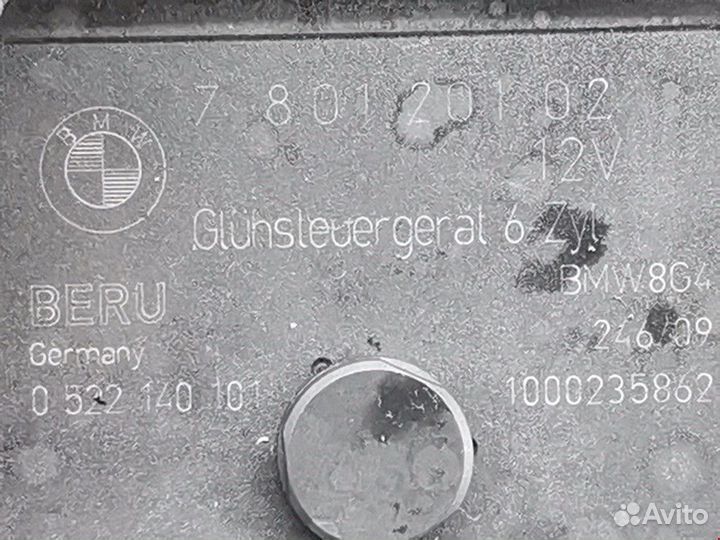 7 801 201 02
12V
BMW
Glühsteuergerät 6 Zyl.
BERU
BMW8G4
Germany
246/09
0 522 140 101
1000235862
Avito